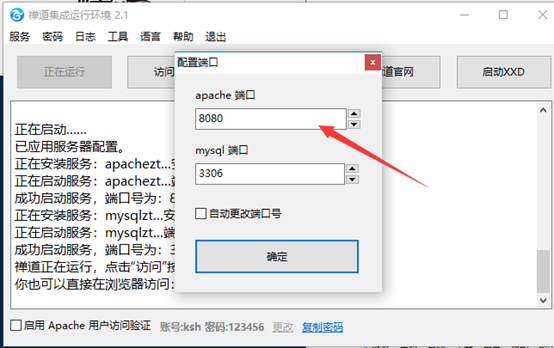 禅道集成运行环境 2.1
服务 密码 日志 工具 语言 帮助 退出
正在运行 访问 道官网 启动XXD
配置端口
apache 端口
8080
mysql 端口
3306
自动更改端口号
确定
正在启动......
已应用服务器配置。
正在安装服务：apachezt...安
正在启动服务：apachezt...端
成功启动服务，端口号为：8
正在安装服务：mysqlzt...安
正在启动服务：mysqlzt...端
成功启动服务，端口号为：3
禅道正在运行，点击“访问”按
你也可以直接在浏览器访问：
启用 Apache 用户访问验证 账号:ksh 密码:123456 更改 复制密码